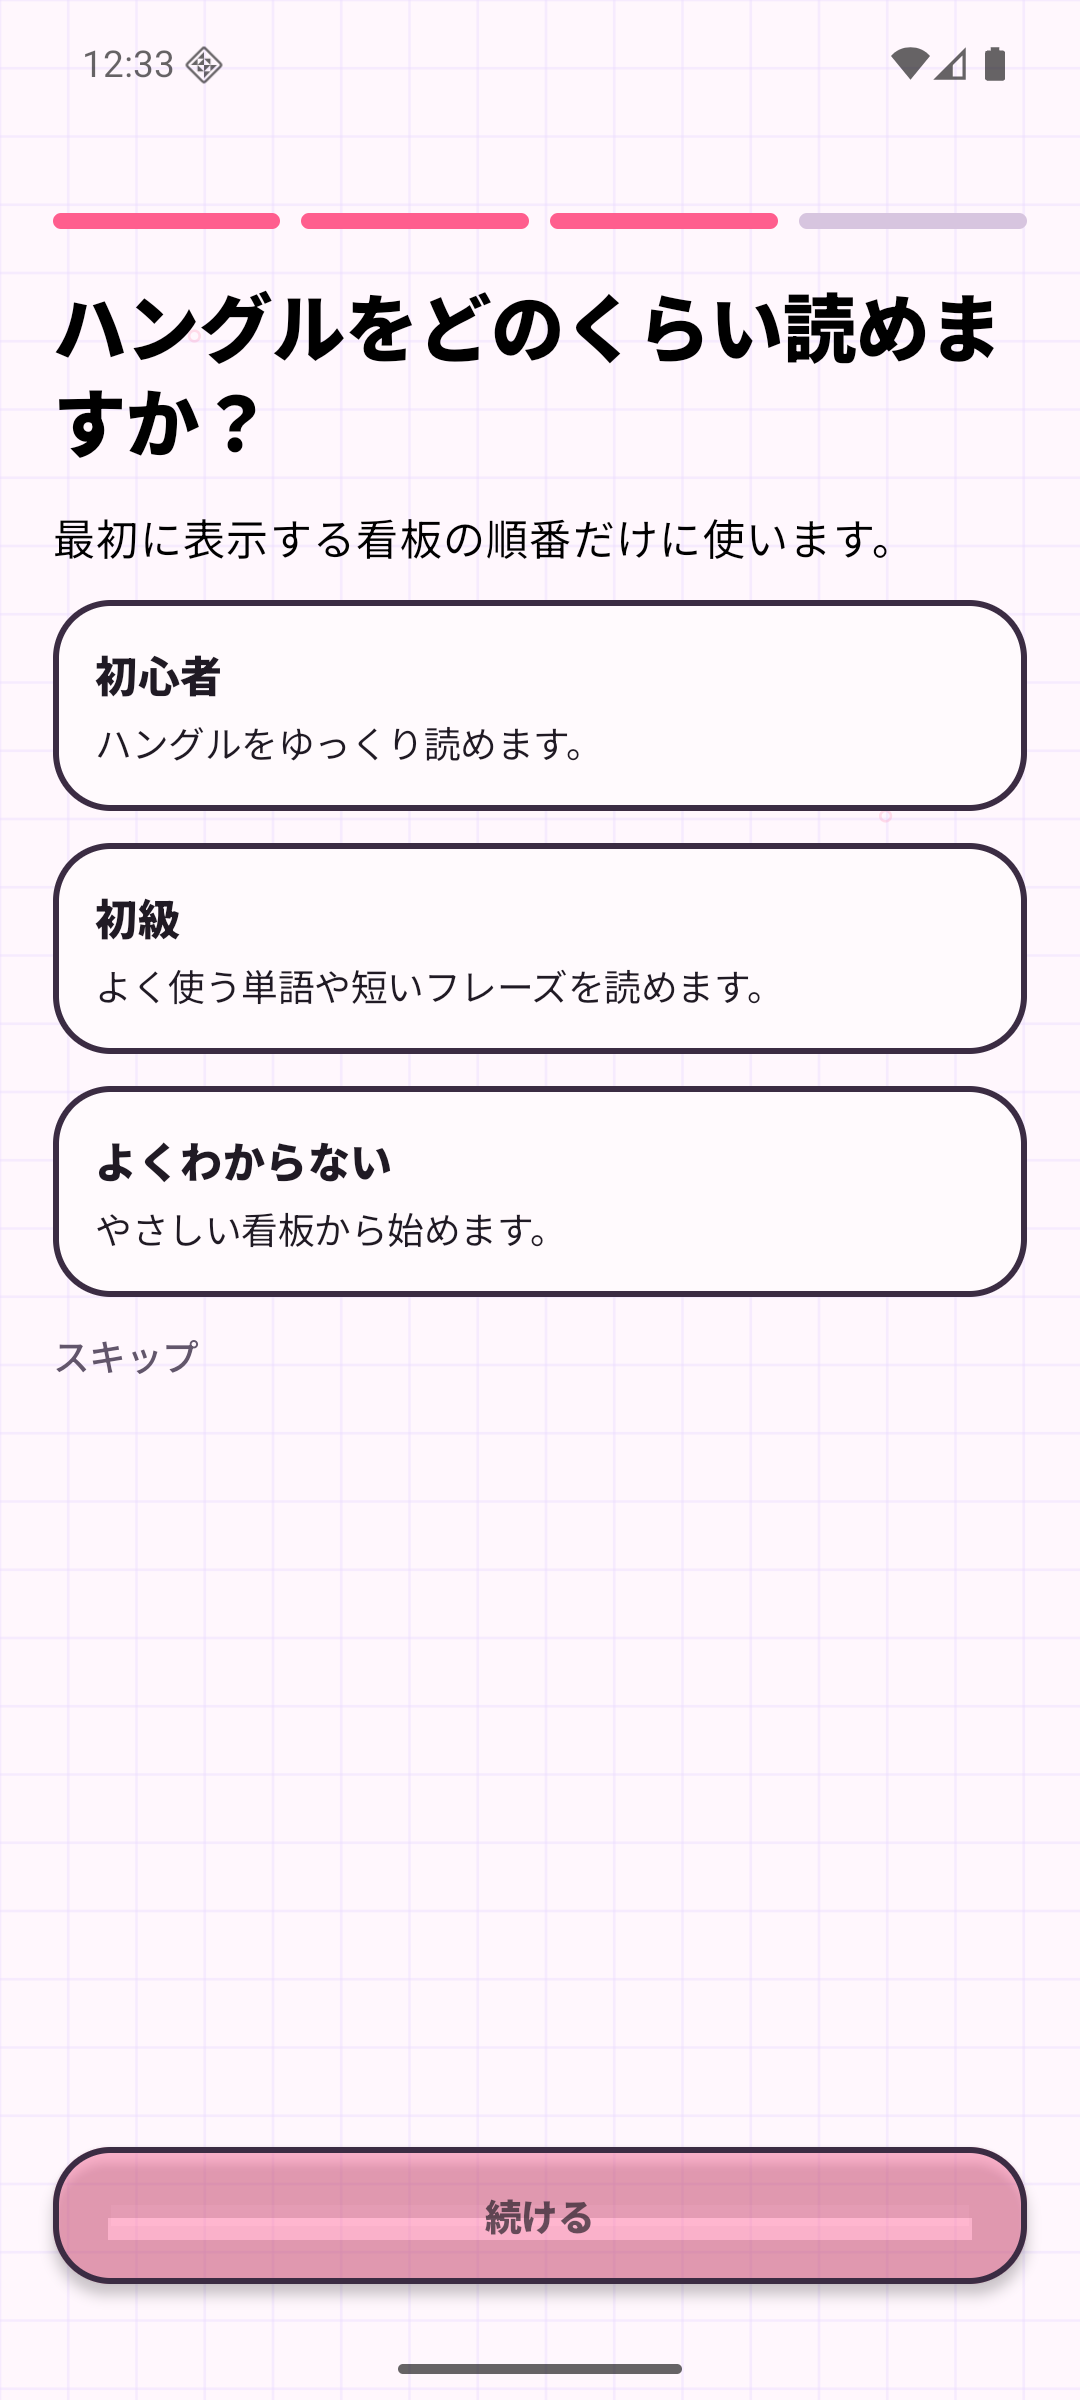 12:33
ハングルをどのくらい読めま
すか？
最初に表示する看板の順番だけに使います。
初心者
ハングルをゆっくり読めます。
初級
よく使う単語や短いフレーズを読めます。
よくわからない
やさしい看板から始めます。
スキップ
続ける